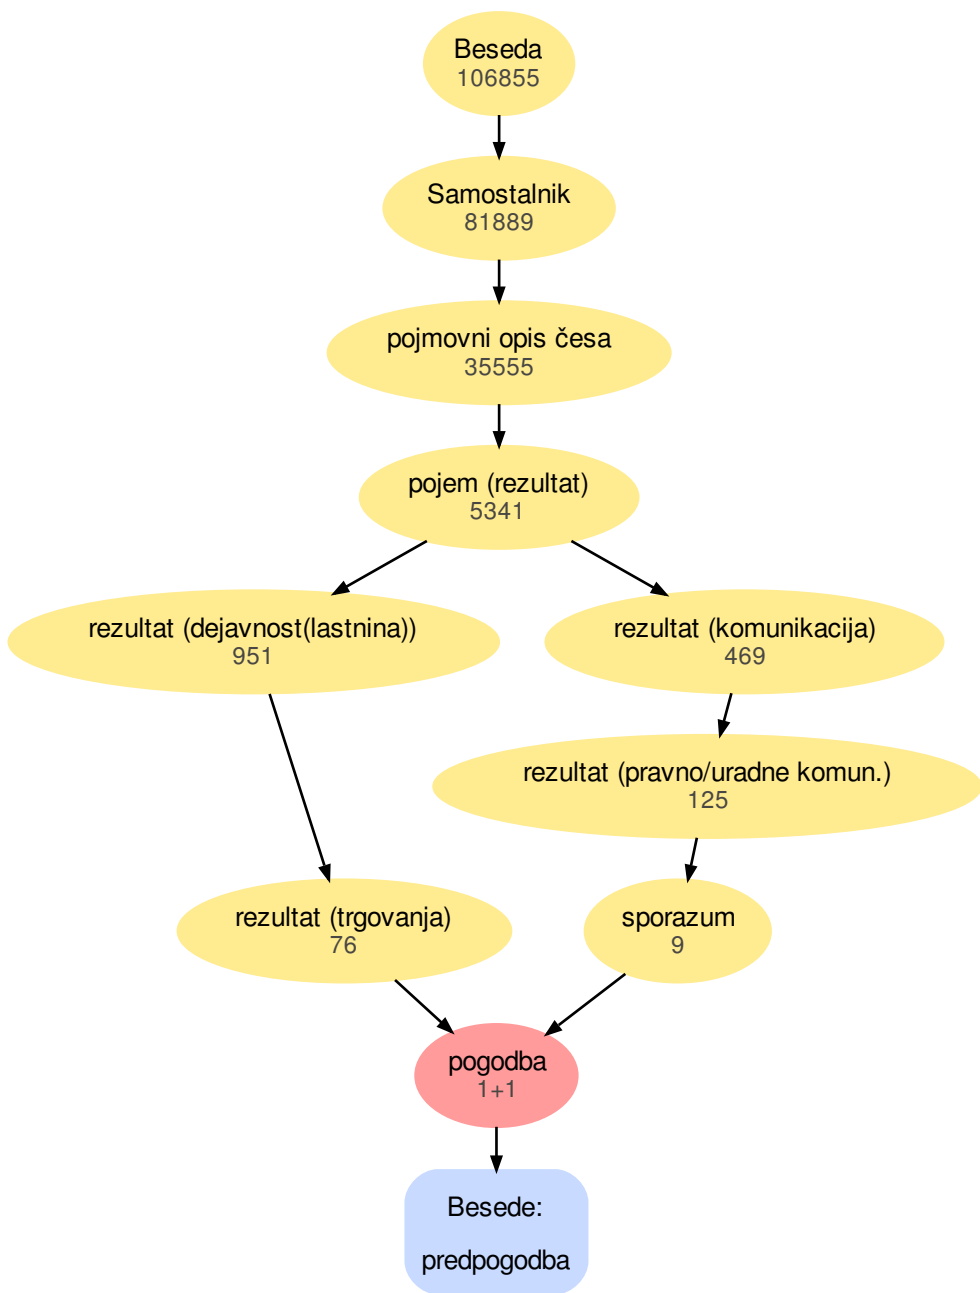 Beseda
106855
Samostalnik
81889
pojmovni opis česa
35555
pojem (rezultat)
5341
rezultat (dejavnost(lastnina))
951
rezultat (komunikacija)
469
rezultat (pravno/uradne komun.)
125
rezultat (trgovanja)
76
sporazum
9
pogodba
1+1
Besede:
predpogodba